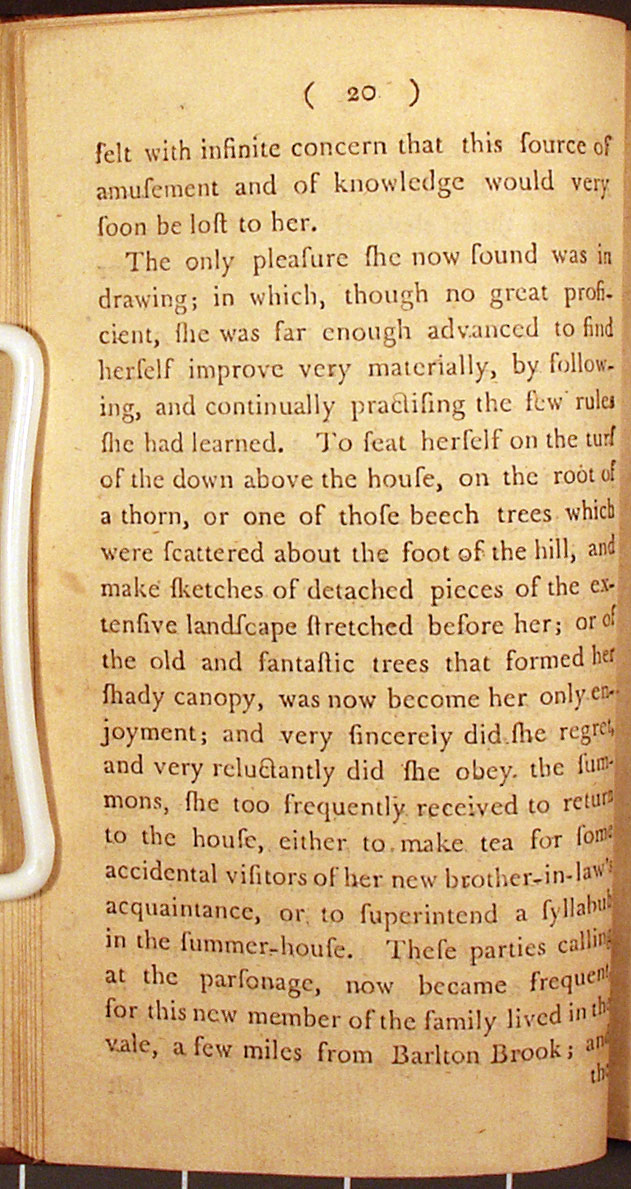 ( 20 )
felt with infinite concern that this ſource of
amuſement and of knowledge would very
ſoon be loſt to her.
The only pleaſure ſhe now found was in
drawing; in which, though no great profi-
cient, ſhe was far enough advanced to find
herſelf improve very materially, by follow-
ing, and continually practiſing the few rules
ſhe had learned. To ſeat herſelf on the turf
of the down above the houſe, on the root of
a thorn, or one of thoſe beech trees which
were ſcattered about the foot of the hill, and
make ſketches of detached pieces of the ex-
tenſive landſcape ſtretched before her; or of
the old and fantaſtic trees that formed her
ſhady canopy, was now become her only en-
joyment; and very ſincerely did ſhe regret,
and very reluctantly did ſhe obey the ſum-
mons, ſhe too frequently received to return
to the houſe, either to make tea for ſome
accidental viſitors of her new brother-in-law's
acquaintance, or to ſuperintend a ſyllabub
in the ſummer-houſe. Theſe parties calling
at the parſonage, now became frequent,
for this new member of the family lived in the
vale, a few miles from Barlton Brook; and
the